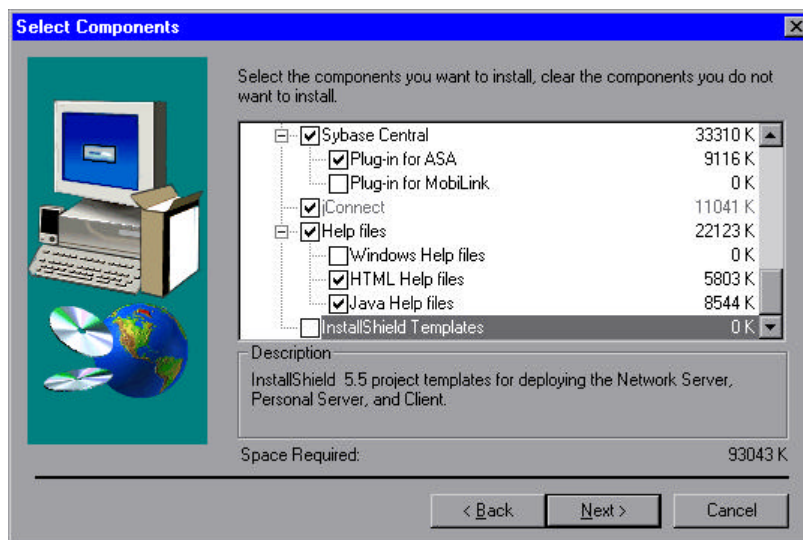 Select Components
Select the components you want to install, clear the components you do not
want to install.
Sybase Central 33310 K
Plug-in for ASA 9116 K
Plug-in for MobiLink 0 K
jConnect 11041 K
Help files 22123 K
Windows Help files 0 K
HTML Help files 5803 K
Java Help files 8544 K
InstallShield Templates 0 K
Description
InstallShield 5.5 project templates for deploying the Network Server,
Personal Server, and Client.
Space Required: 93043 K
< Back Next > Cancel